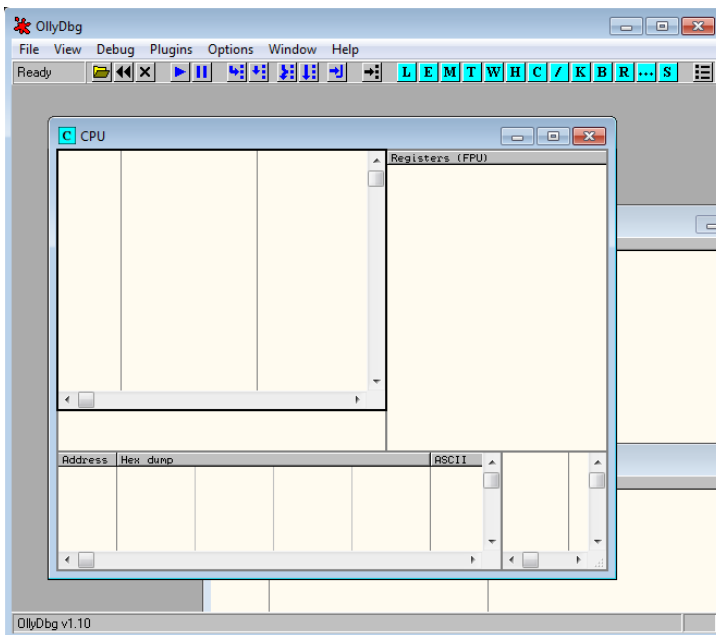 OllyDbg
File View Debug Plugins Options Window Help
Ready L E M T W H C / K B R ... S
C CPU
Registers (FPU)
Address Hex dump ASCII
OllyDbg v1.10